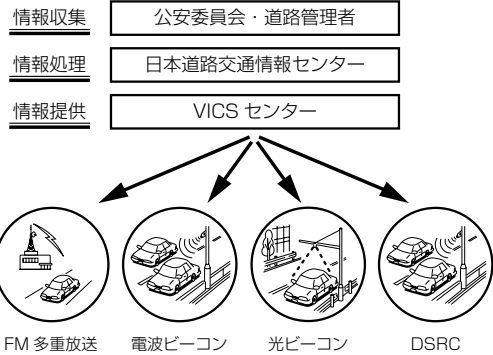 情報収集 公安委員会・道路管理者
情報処理 日本道路交通情報センター
情報提供 VICS センター
FM 多重放送 電波ビーコン 光ビーコン DSRC